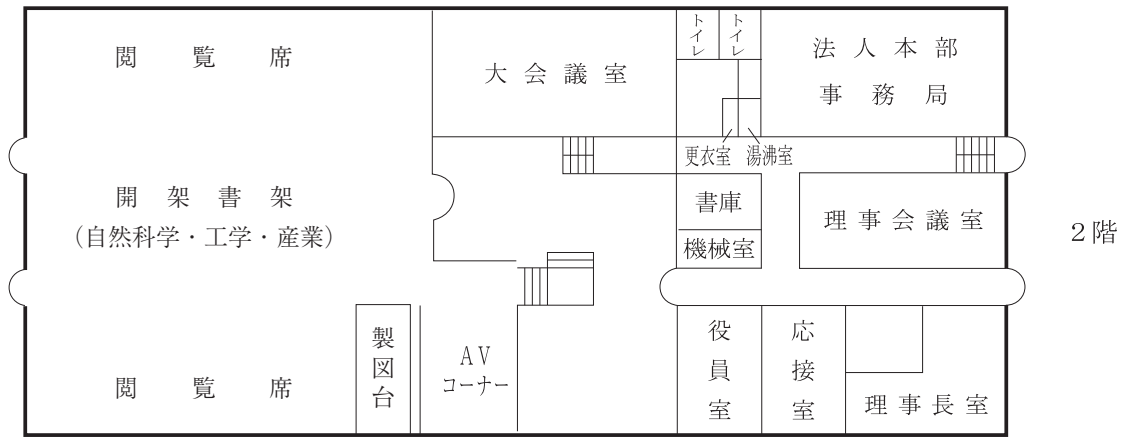 閲覧席
大会議室
トイレ
トイレ
法人本部
事務局
更衣室
湯沸室
開架書架
（自然科学・工学・産業）
書庫
機械室
理事会議室
2階
閲覧席
製図台
AV
コーナー
役員室
応接室
理事長室